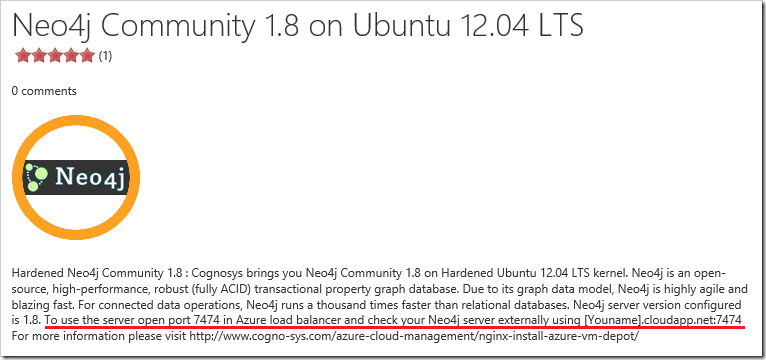 Neo4j Community 1.8 on Ubuntu 12.04 LTS
(1)
0 comments
Neo4j
Hardened Neo4j Community 1.8 : Cognosys brings you Neo4j Community 1.8 on Hardened Ubuntu 12.04 LTS kernel. Neo4j is an open-
source, high-performance, robust (fully ACID) transactional property graph database. Due to its graph data model, Neo4j is highly agile and
blazing fast. For connected data operations, Neo4j runs a thousand times faster than relational databases. Neo4j server version configured
is 1.8. To use the server open port 7474 in Azure load balancer and check your Neo4j server externally using [Youname].cloudapp.net:7474
For more information please visit http://www.cogno-sys.com/azure-cloud-management/nginx-install-azure-vm-depot/